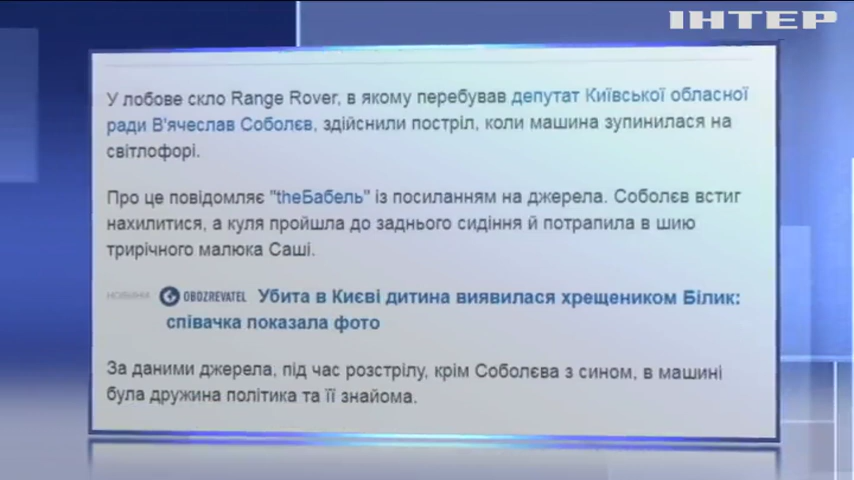 ІНТЕР
У лобове скло Range Rover, в якому перебував депутат Київської обласної
ради В'ячеслав Соболєв, здійснили постріл, коли машина зупинилася на
світлофорі.
Про це повідомляє "theБабель" із посиланням на джерела. Соболєв встиг
нахилитися, а куля пройшла до заднього сидіння й потрапила в шию
трирічного малюка Саші.
НОВИНИ OBOZREVATEL Убита в Києві дитина виявилася хрещеником Білик:
співачка показала фото
За даними джерела, під час розстрілу, крім Соболєва з сином, в машині
була дружина політика та її знайома.